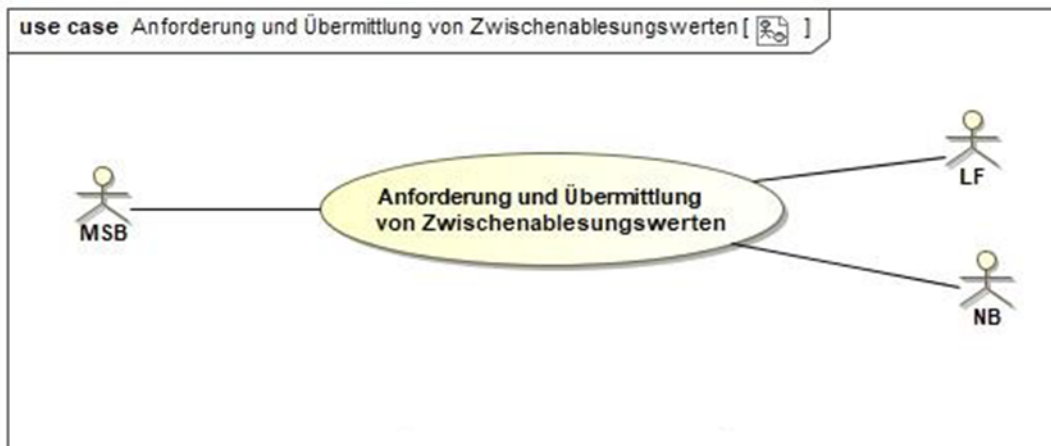 use case Anforderung und Übermittlung von Zwischenablesungswerten [ ]
LF
Anforderung und Übermittlung
von Zwischenablesungswerten
MSB
NB